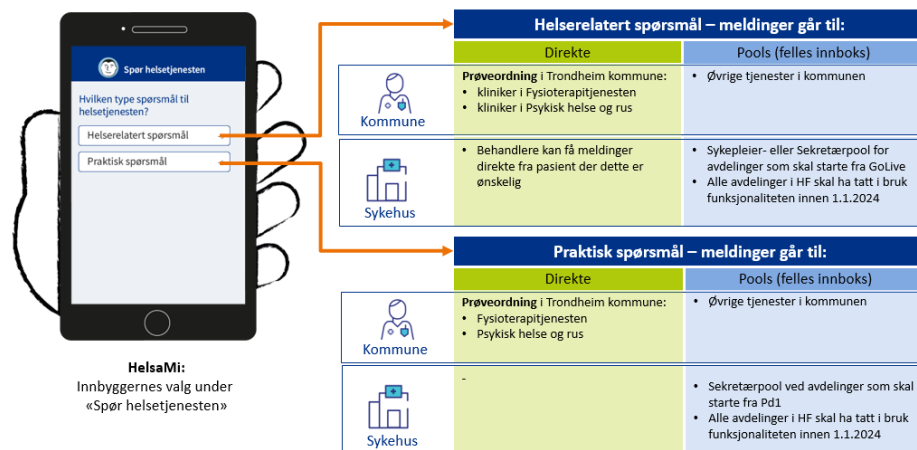 Spør helsetjenesten
Hvilken type spørsmål til
helsetjenesten?
Helserelatert spørsmål
Praktisk spørsmål
HelsaMi:
Innbyggernes valg under
«Spør helsetjenesten»
Helserelatert spørsmål – meldinger går til:
Direkte
Pools (felles innboks)
Kommune
Prøveordning i Trondheim kommune:
• kliniker i Fysioterapitjenesten
• kliniker i Psykisk helse og rus
• Øvrige tjenester i kommunen
Sykehus
• Behandlere kan få meldinger
direkte fra pasient der dette er
ønskelig
• Sykepleier- eller Sekretærpool for
avdelinger som skal starte fra GoLive
• Alle avdelinger i HF skal ha tatt i bruk
funksjonaliteten innen 1.1.2024
Praktisk spørsmål – meldinger går til:
Direkte
Pools (felles innboks)
Kommune
Prøveordning i Trondheim kommune:
• Fysioterapitjenesten
• Psykisk helse og rus
• Øvrige tjenester i kommunen
Sykehus
-
• Sekretærpool ved avdelinger som skal
starte fra Pd1
• Alle avdelinger i HF skal ha tatt i bruk
funksjonaliteten innen 1.1.2024